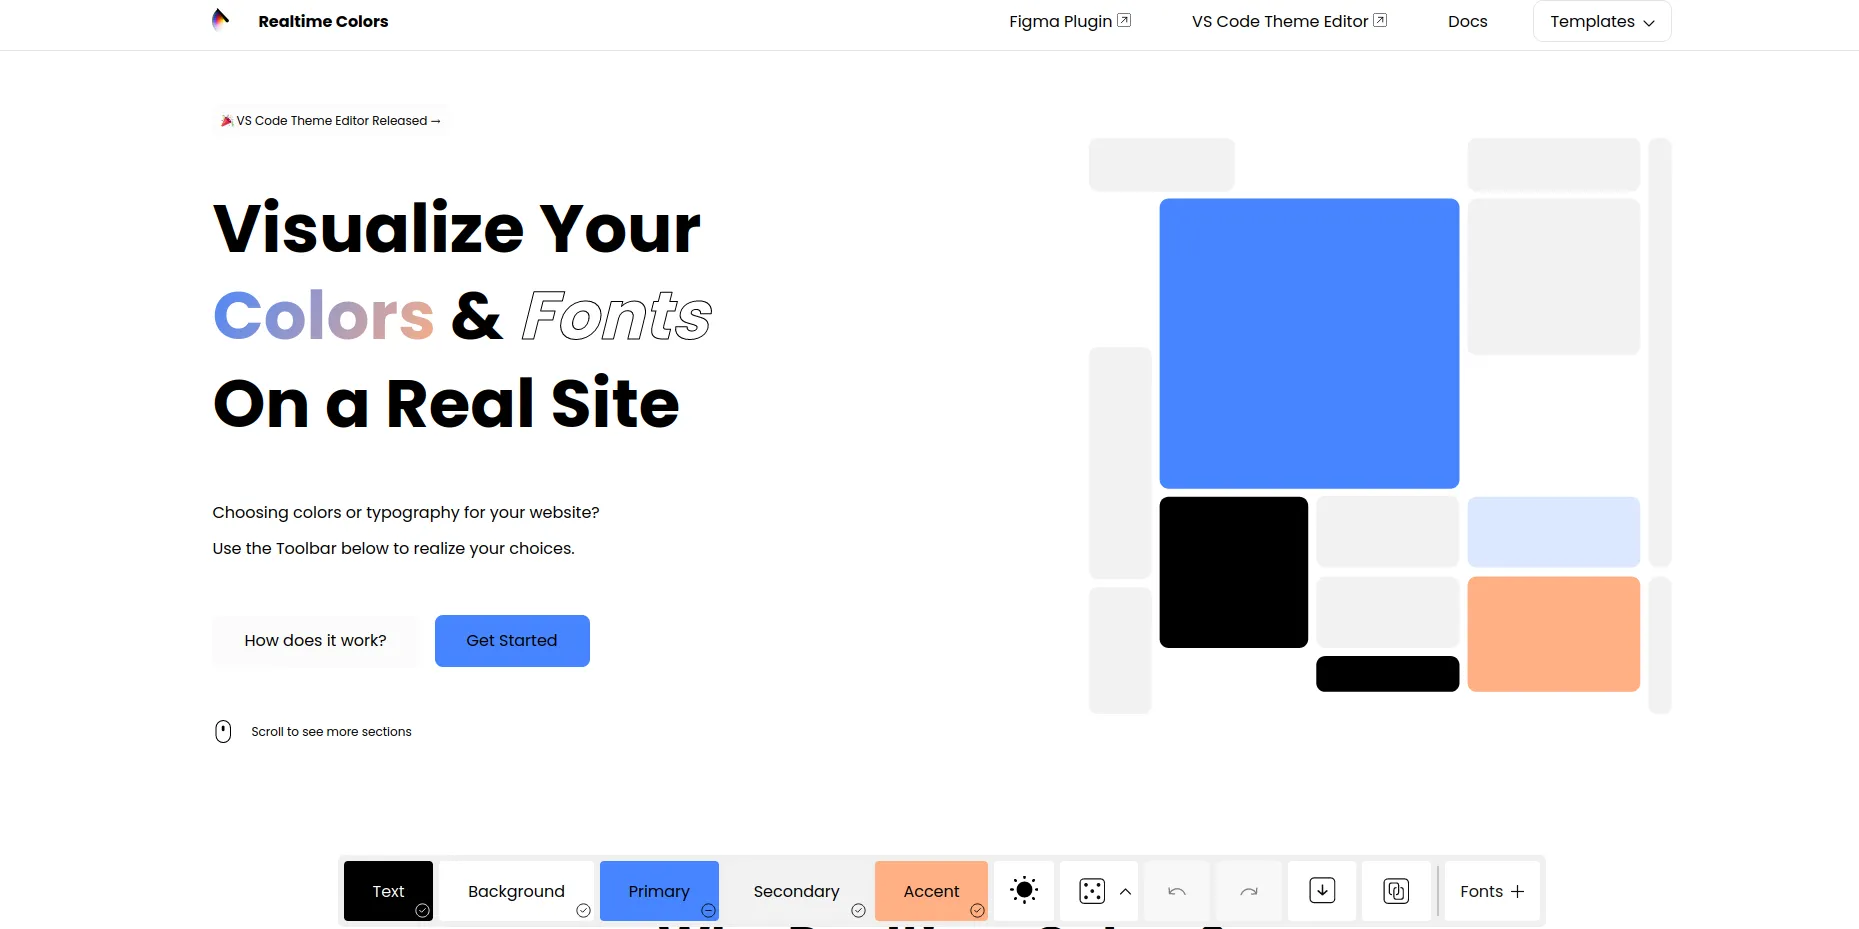 Realtime Colors
Figma Plugin
VS Code Theme Editor
Docs
Templates
VS Code Theme Editor Released →
Visualize Your
Colors & Fonts
On a Real Site
Choosing colors or typography for your website?
Use the Toolbar below to realize your choices.
How does it work?
Get Started
Scroll to see more sections
Text
Background
Primary
Secondary
Accent
Fonts +